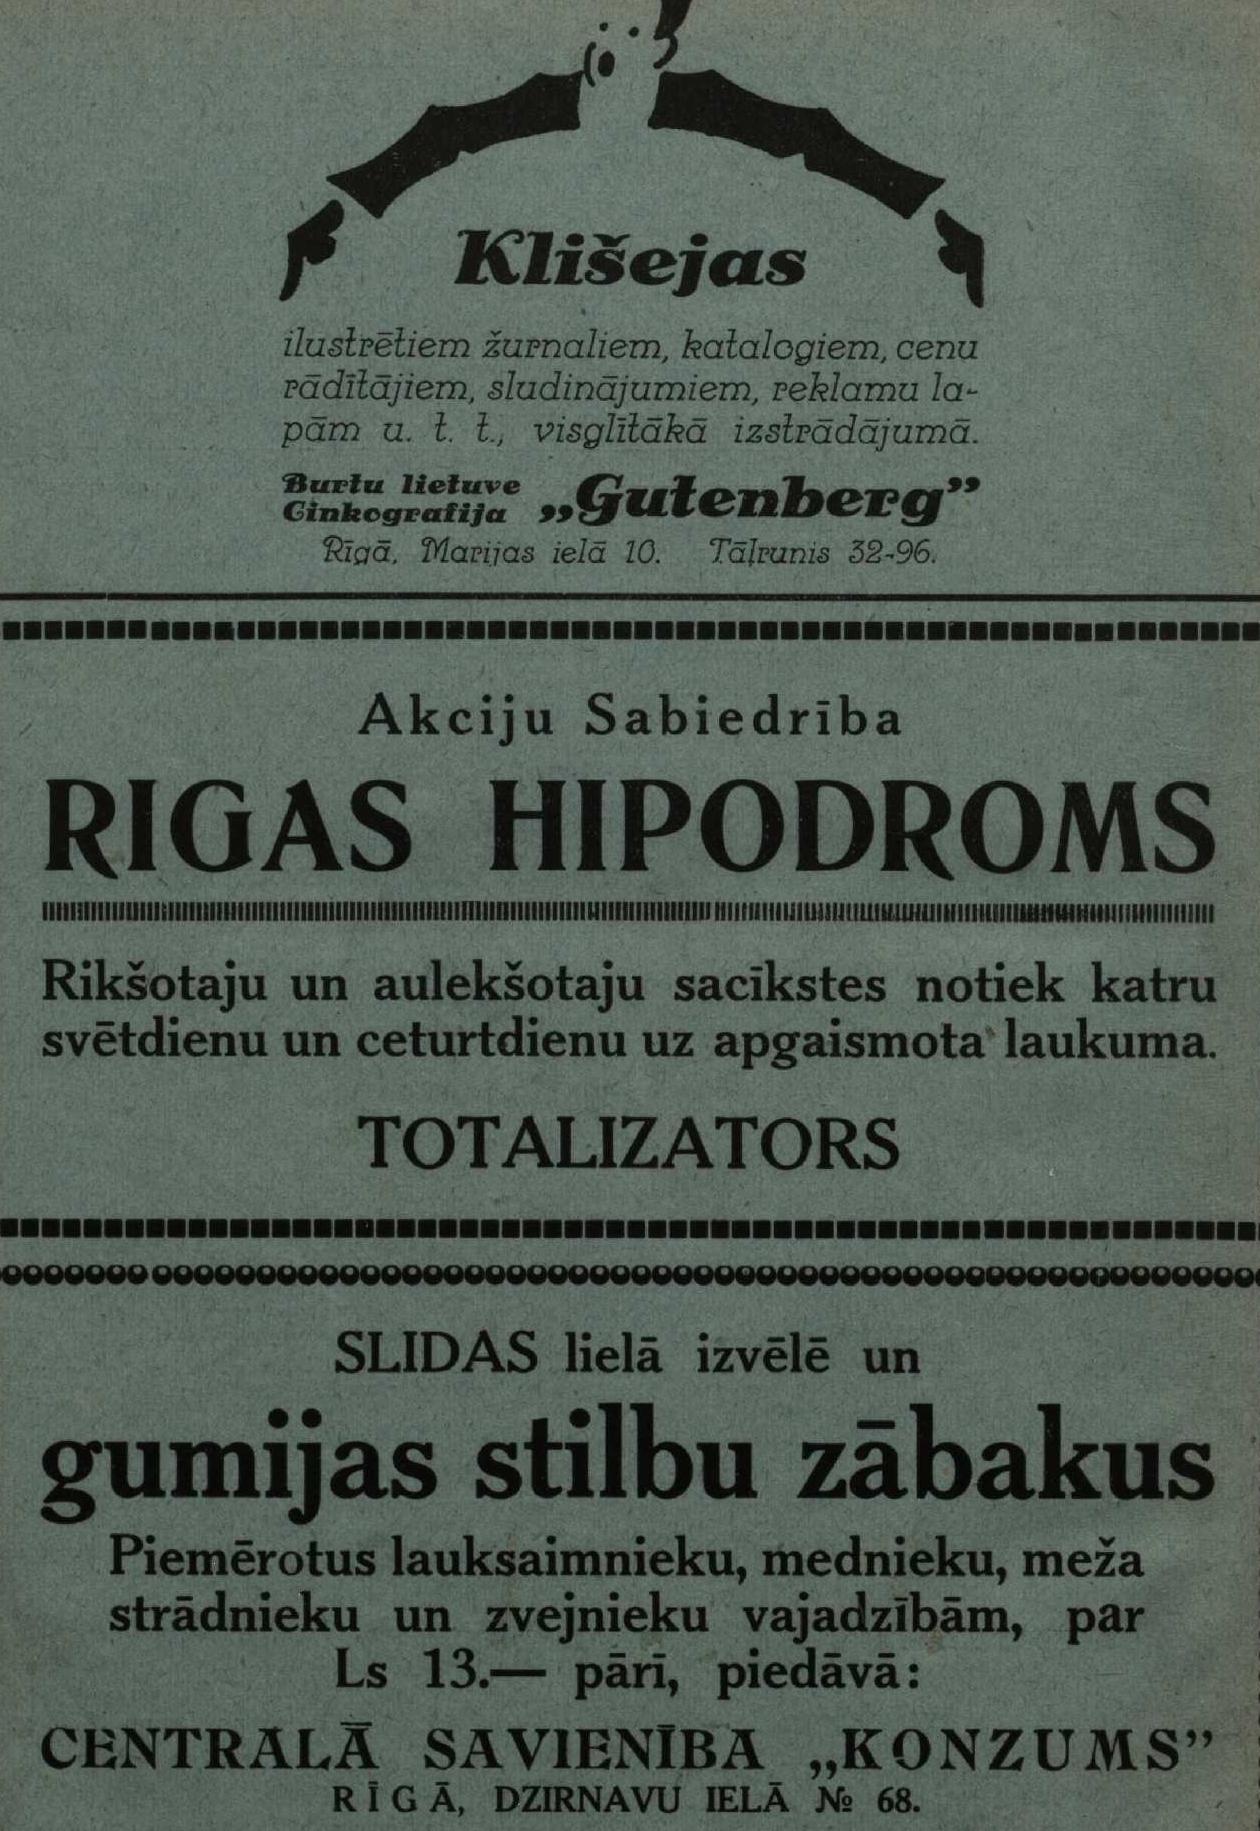 Klišejas
ilustrētiem žurnaliem, katalogiem, cenu
rādītājiem, sludinājumiem, reklamu la-
pām u. t. t., visglītākā izstrādājumā.
Burtu lietuve
Cinkografija „Gutenberg”
Rīgā, Marijas ielā 10. Tāļrunis 32-96.
Akciju Sabiedrība
RIGAS HIPODROMS
Rikšotaju un aulekšotaju sacīkstes notiek katru
svētdienu un ceturtdienu uz apgaismota laukuma.
TOTALIZATORS
SLIDAS lielā izvēlē un
gumijas stilbu zābakus
Piemērotus lauksaimnieku, mednieku, meža
strādnieku un zvejnieku vajadzībām, par
Ls 13.— pārī, piedāvā:
CENTRALĀ SAVIENĪBA „KONZUMS”
RĪGĀ, DZIRNAVU IELĀ № 68.